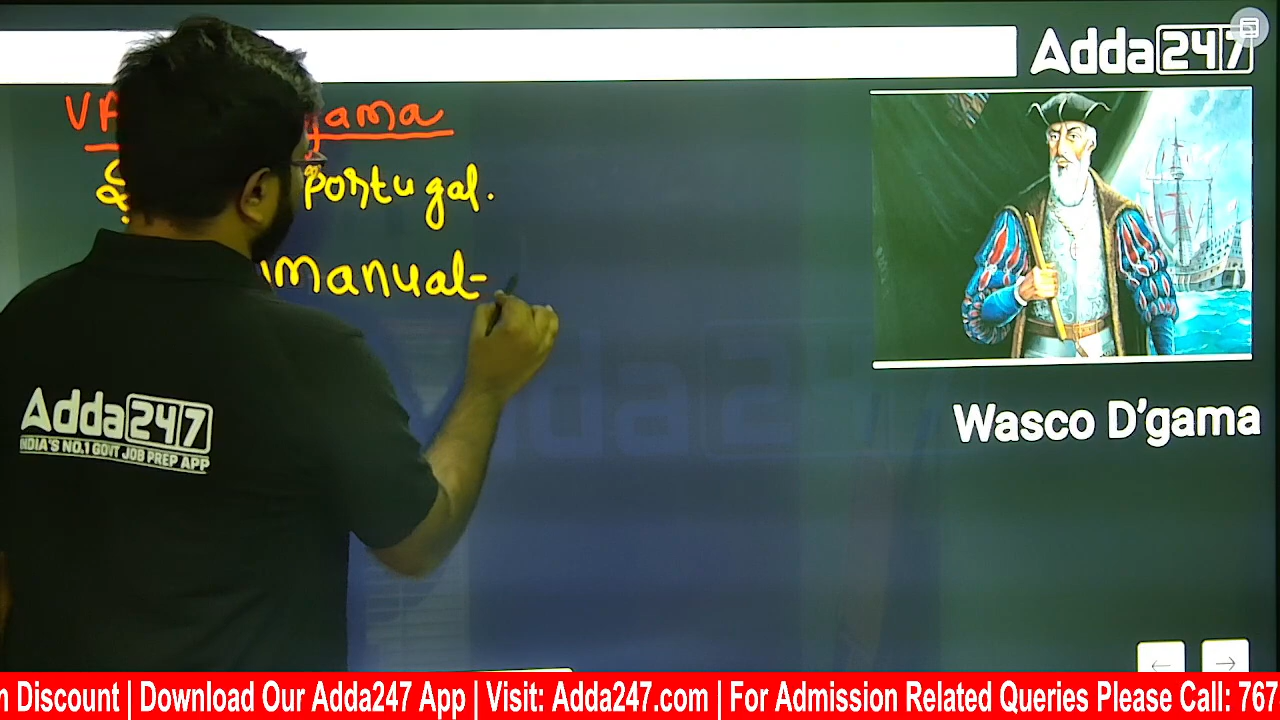 Adda247
gama
Portugal.
manual-
Wasco D'gama
Adda247
INDIA'S NO.1 GOVT JOB PREP APP
Discount | Download Our Adda247 App | Visit: Adda247.com | For Admission Related Queries Please Call: 767